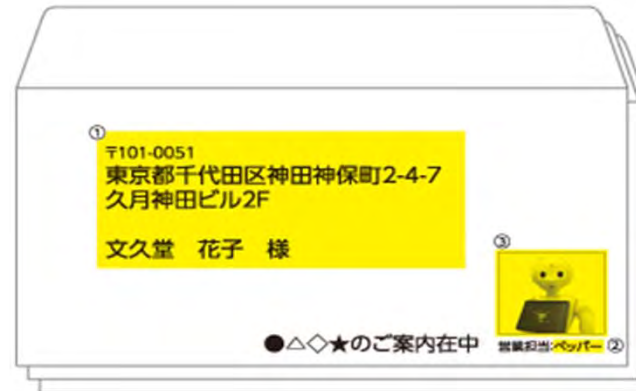 ①
〒101-0051
東京都千代田区神田神保町2-4-7
久月神田ビル2F
文久堂　花子　様
③
●△◇★のご案内在中
営業担当:ペッパー ②